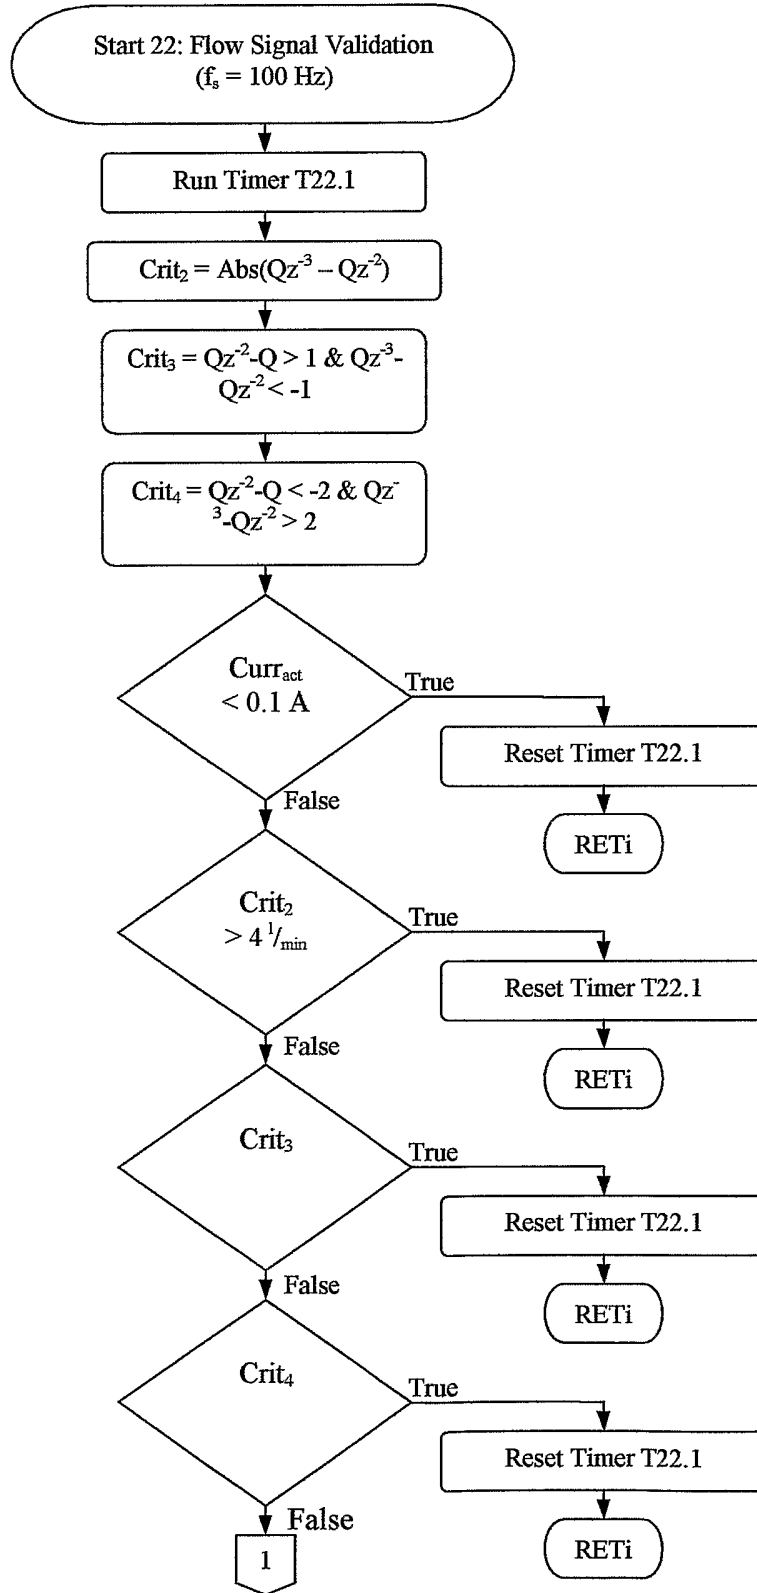 Start 22: Flow Signal Validation
(fₛ = 100 Hz)
Run Timer T22.1
Crit₂ = Abs(Qz⁻³ – Qz⁻²)
Crit₃ = Qz⁻²-Q > 1 & Qz⁻³-
Qz⁻² < -1
Crit₄ = Qz⁻²-Q < -2 & Qz⁻
³-Qz⁻² > 2
Currₐcₜ
< 0.1 A
True
Reset Timer T22.1
RETi
False
Crit₂
> 4 ¹/min
True
Reset Timer T22.1
RETi
False
Crit₃
True
Reset Timer T22.1
RETi
False
Crit₄
True
Reset Timer T22.1
RETi
False
1